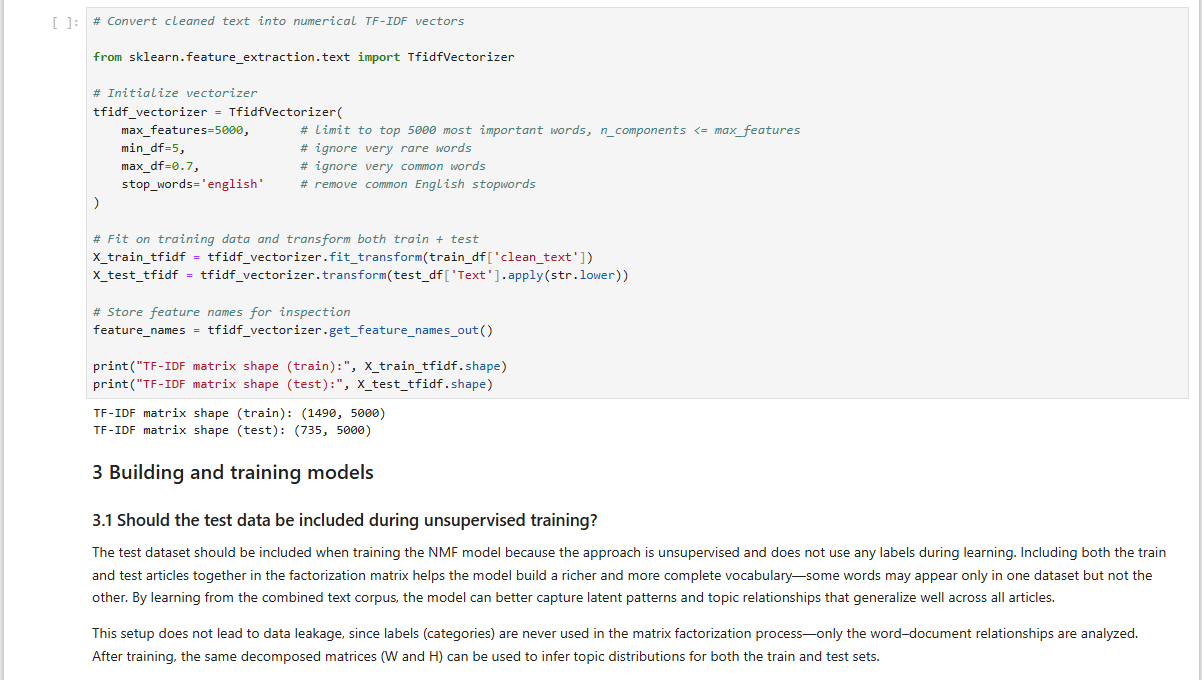 [ ]:
# Convert cleaned text into numerical TF-IDF vectors
from sklearn.feature_extraction.text import TfidfVectorizer
# Initialize vectorizer
tfidf_vectorizer = TfidfVectorizer(
    max_features=5000,       # limit to top 5000 most important words, n_components <= max_features
    min_df=5,                # ignore very rare words
    max_df=0.7,              # ignore very common words
    stop_words='english'     # remove common English stopwords
)
# Fit on training data and transform both train + test
X_train_tfidf = tfidf_vectorizer.fit_transform(train_df['clean_text'])
X_test_tfidf = tfidf_vectorizer.transform(test_df['Text'].apply(str.lower))
# Store feature names for inspection
feature_names = tfidf_vectorizer.get_feature_names_out()
print("TF-IDF matrix shape (train):", X_train_tfidf.shape)
print("TF-IDF matrix shape (test):", X_test_tfidf.shape)
TF-IDF matrix shape (train): (1490, 5000)
TF-IDF matrix shape (test): (735, 5000)
3 Building and training models
3.1 Should the test data be included during unsupervised training?
The test dataset should be included when training the NMF model because the approach is unsupervised and does not use any labels during learning. Including both the train
and test articles together in the factorization matrix helps the model build a richer and more complete vocabulary—some words may appear only in one dataset but not the
other. By learning from the combined text corpus, the model can better capture latent patterns and topic relationships that generalize well across all articles.
This setup does not lead to data leakage, since labels (categories) are never used in the matrix factorization process—only the word–document relationships are analyzed.
After training, the same decomposed matrices (W and H) can be used to infer topic distributions for both the train and test sets.